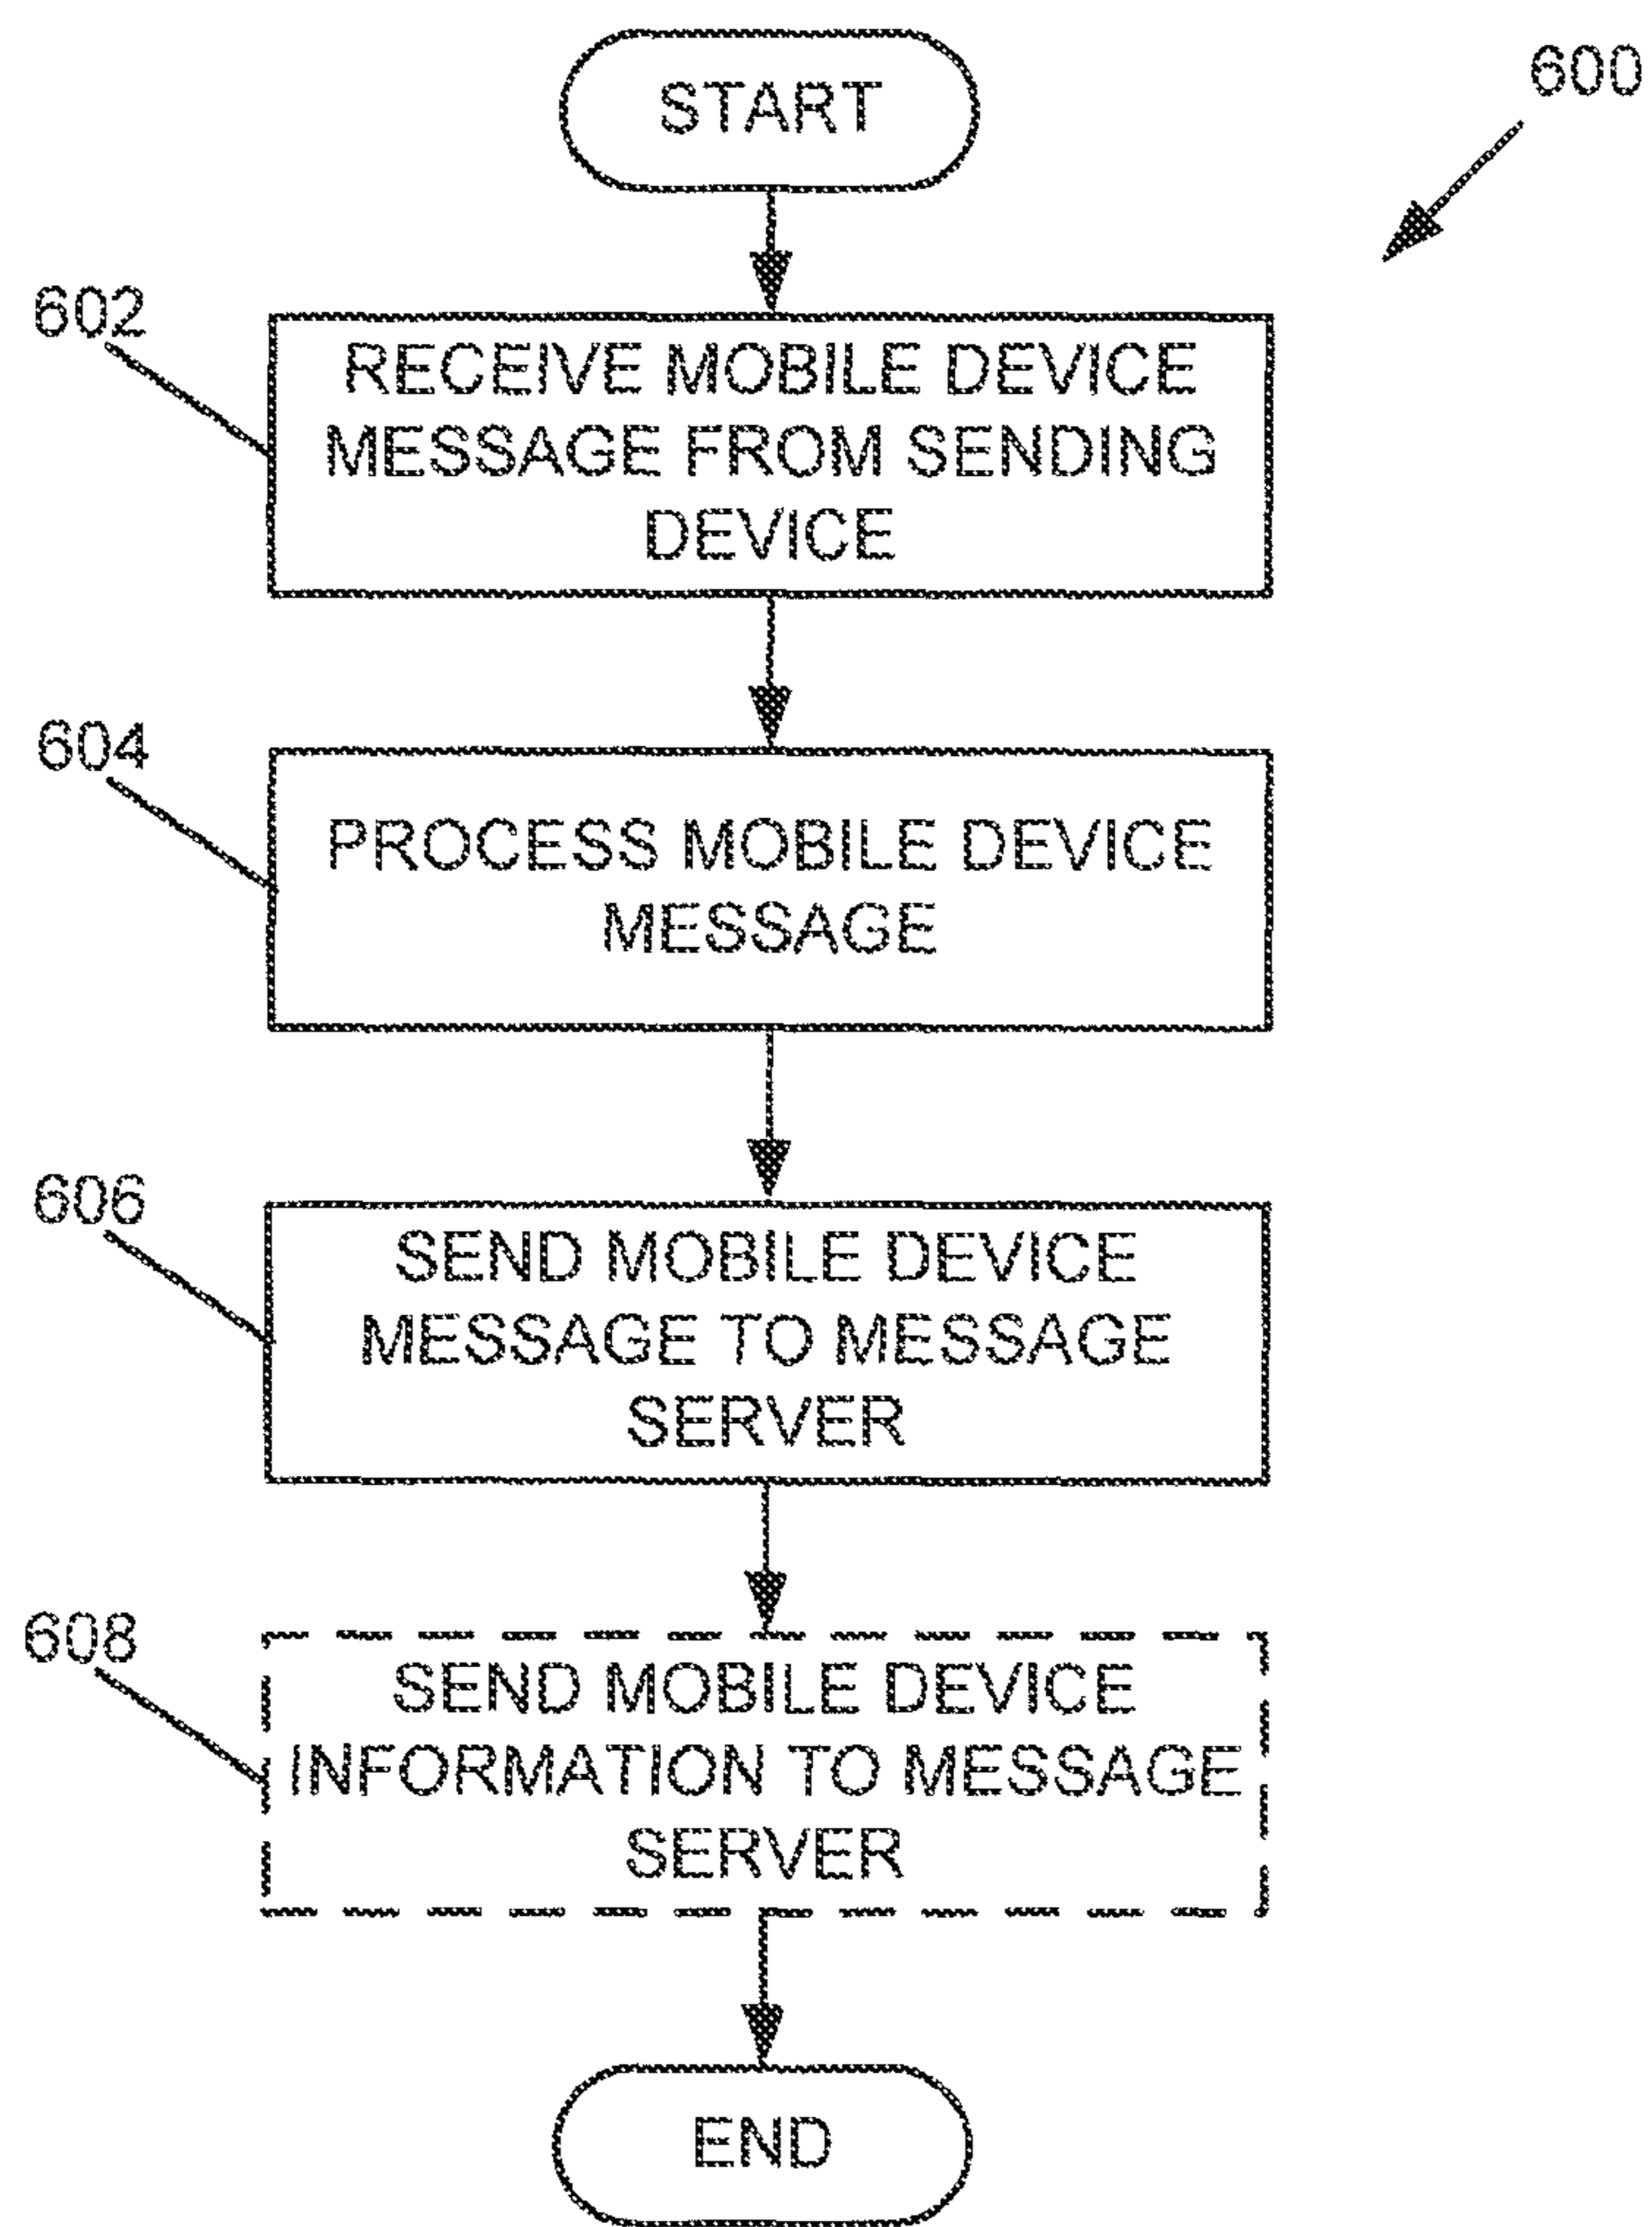 START
600
602
RECEIVE MOBILE DEVICE
MESSAGE FROM SENDING
DEVICE
604
PROCESS MOBILE DEVICE
MESSAGE
606
SEND MOBILE DEVICE
MESSAGE TO MESSAGE
SERVER
608
SEND MOBILE DEVICE
INFORMATION TO MESSAGE
SERVER
END